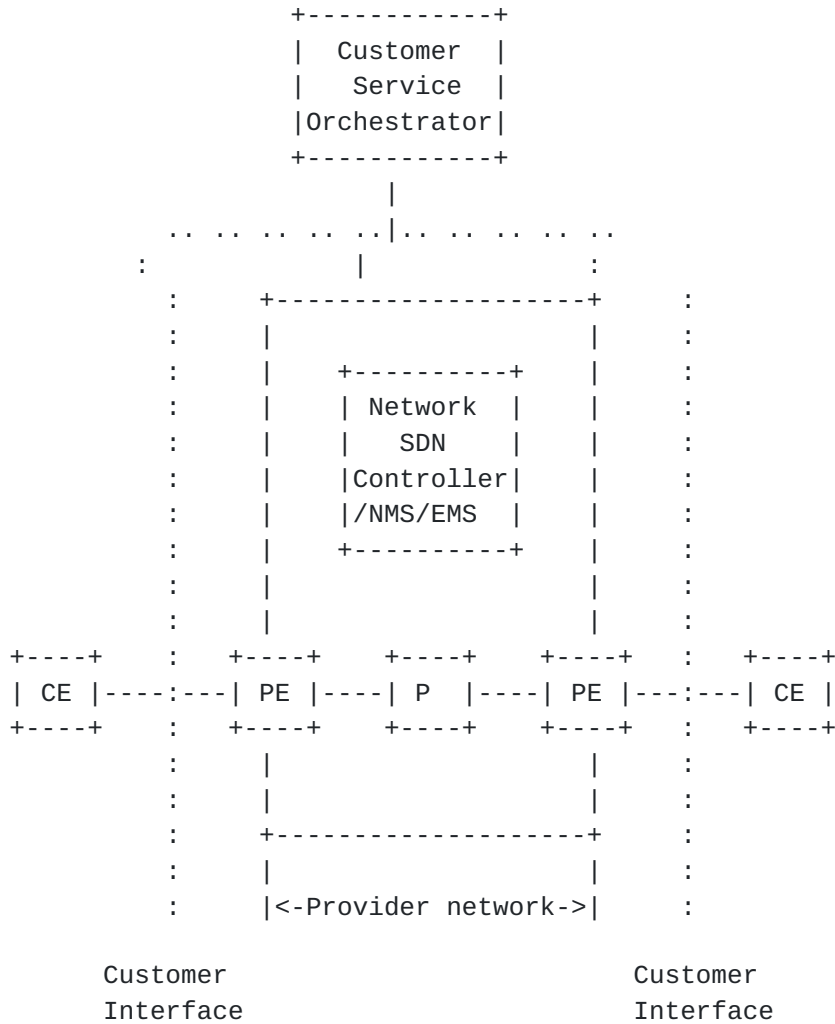 Customer
Service
Orchestrator
Network
SDN
Controller
/NMS/EMS
CE PE P PE CE
<-Provider network->
Customer Customer
Interface Interface